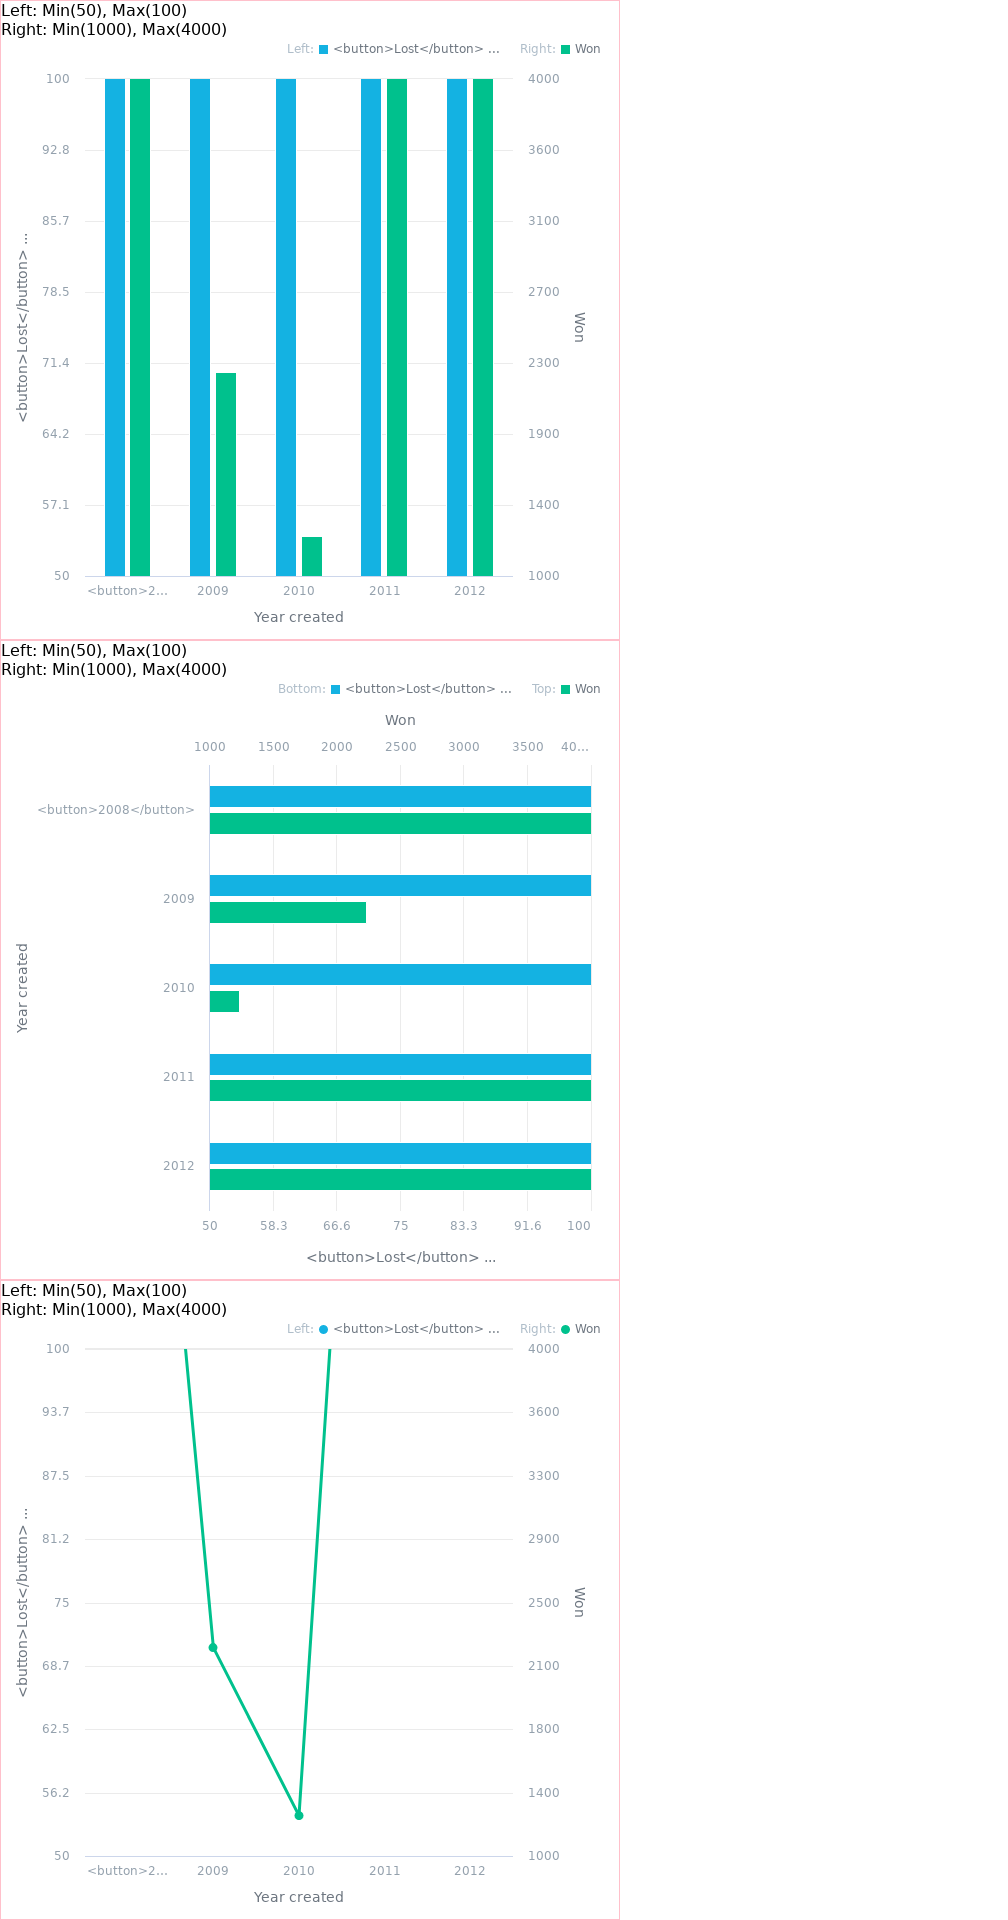 Left: Min(50), Max(100)
Right: Min(1000), Max(4000)
Left: <button>Lost</button> ... Right: Won
100 4000
92.8 3600
85.7 3100
78.5 2700
71.4 2300
64.2 1900
57.1 1400
50 1000
<button>Lost</button> ...
Won
<button>2... 2009 2010 2011 2012
Year created
Left: Min(50), Max(100)
Right: Min(1000), Max(4000)
Bottom: <button>Lost</button> ... Top: Won
Won
1000 1500 2000 2500 3000 3500 40...
<button>2008</button>
2009
2010
2011
2012
Year created
50 58.3 66.6 75 83.3 91.6 100
<button>Lost</button> ...
Left: Min(50), Max(100)
Right: Min(1000), Max(4000)
Left: <button>Lost</button> ... Right: Won
100 4000
93.7 3600
87.5 3300
81.2 2900
75 2500
68.7 2100
62.5 1800
56.2 1400
50 1000
<button>Lost</button> ...
Won
<button>2... 2009 2010 2011 2012
Year created